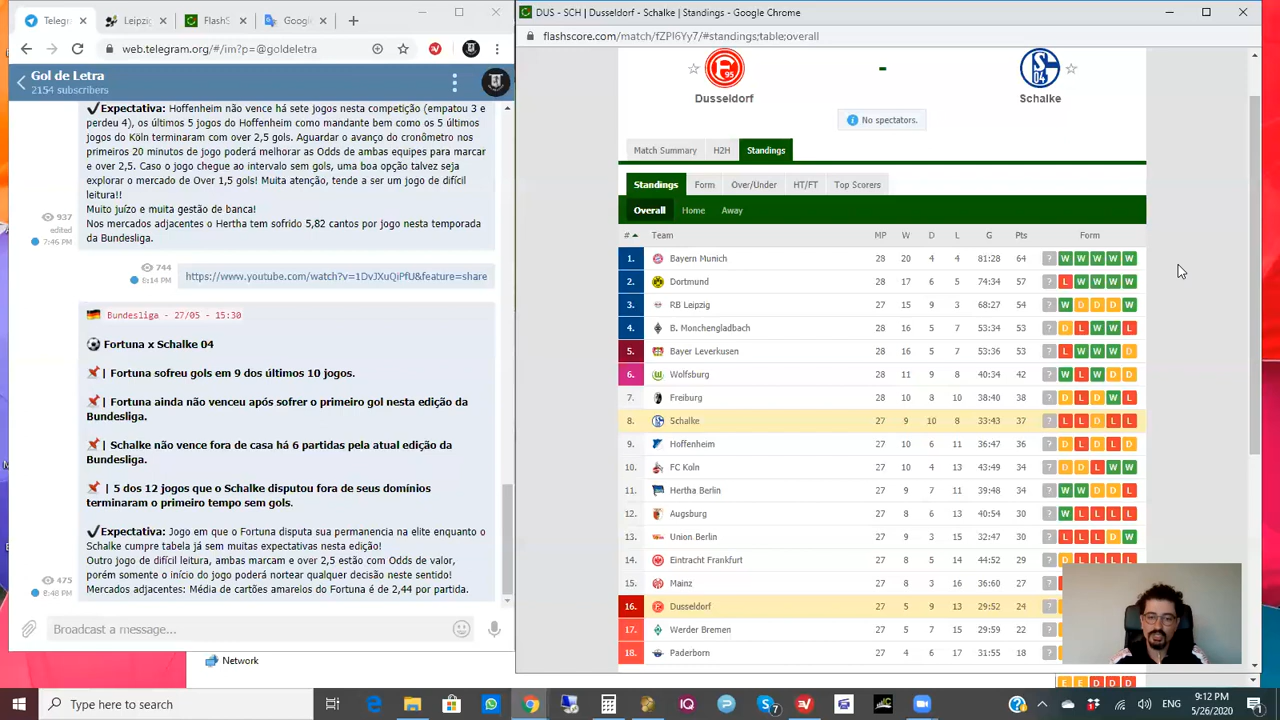 Telegra
Leipzig
FlashS
Googl
web.telegram.org/#/im?p=@goldeletra
Gol de Letra
2154 subscribers
✔Expectativa: Hoffenheim não vence há sete jogos nesta competição (empatou 3 e
perdeu 4), os últimos 5 jogos do Hoffenheim como mandante bem como os 5 últimos
jogos do Köln terminaram com over 2,5 gols. Aguardar o avanço do cronômetro nos
primeiros 20 minutos de jogo poderá melhorar as Odds de ambas equipes para marcar
e over 2,5. Caso o jogo chegue ao intervalo sem gols, uma boa opção talvez seja
explorar o mercado de Over 1,5 gols! Muita atenção, tende a ser um jogo de difícil
leitura!!
Muito juízo e muita gestão de banca!
Nos mercados adjacentes o Hertha tem sofrido 5,82 cantos por jogo nesta temporada
da Bundesliga.
937
edited
7:46 PM
744
8:14 PM
https://www.youtube.com/watch?v=1DvJXuQiPfU&feature=share
Bundesliga - 27/05 - 15:30
Fortuna x Schalke 04
| Fortuna sofreu gols em 9 dos últimos 10 jogos.
| Fortuna ainda não venceu após sofrer o primeiro gol nesta edição da
Bundesliga.
| Schalke não vence fora de casa há 6 partidas pela atual edição da
Bundesliga.
| 5 dos 12 jogos que o Schalke disputou fora de seus domínios
terminaram o primeiro tempo sem gols.
✔Expectativa: Jogo em que o Fortuna disputa sua permanencia na elite enquanto o
Schalke cumpre tabela já sem muitas expectativas nesta edição!
Outro jogo de difícil leitura, ambas marcam e over 2,5 estão com Odds de valor,
porém somente o início do jogo poderá nortear qualquer decisão neste sentido!
Mercados adjacentes: Média de cartões amarelos do Fortuna é de 2,44 por partida.
475
8:48 PM
Broadcast a message...
Network
DUS - SCH | Dusseldorf - Schalke | Standings - Google Chrome
flashscore.com/match/fZPl6Yy7/#standings;table;overall
Dusseldorf
-
Schalke
No spectators.
Match Summary H2H Standings
Standings Form Over/Under HT/FT Top Scorers
Overall Home Away
# Team MP W D L G Pts Form
1. Bayern Munich 28 20 4 4 81:28 64 ? W W W W W
2. Dortmund 28 17 6 5 74:34 57 ? L W W W W
3. RB Leipzig 27 15 9 3 68:27 54 ? W D D D W
4. B. Monchengladbach 28 16 5 7 53:34 53 ? D L W W L
5. Bayer Leverkusen 28 16 5 7 53:36 53 ? L W W W D
6. Wolfsburg 28 11 9 8 40:34 42 ? W L W D D
7. Freiburg 28 10 8 10 38:40 38 ? D L D W L
8. Schalke 27 9 10 8 33:43 37 ? L L D L L
9. Hoffenheim 27 10 6 11 36:47 36 ? D L D L D
10. FC Koln 27 10 4 13 43:49 34 ? D D L W W
11. Hertha Berlin 27 9 7 11 39:48 34 ? W W D D L
12. Augsburg 27 8 6 13 40:54 30 ? W L L L L
13. Union Berlin 27 9 3 15 32:47 30 ? L L L D W
14. Eintracht Frankfurt 27 8 5 14 44:52 29 ? D L L L L
15. Mainz 27 8 3 16 36:60 27 ?
16. Dusseldorf 27 5 9 13 29:52 24 ?
17. Werder Bremen 27 5 7 15 29:59 22 ?
18. Paderborn 27 4 6 17 31:55 18 ?
E E D D D
Type here to search
ENG
9:12 PM
5/26/2020